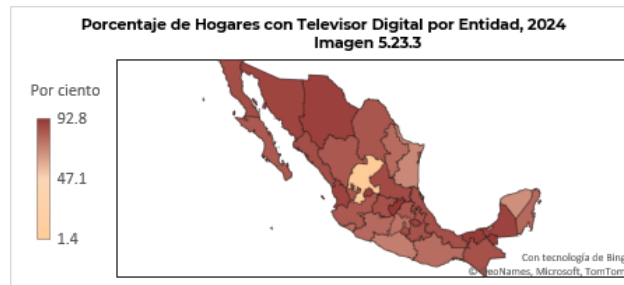 Porcentaje de Hogares con Televisor Digital por Entidad, 2024
Imagen 5.23.3
Por ciento
92.8
47.1
1.4
Con tecnología de Bing
© GeoNames, Microsoft, TomTom